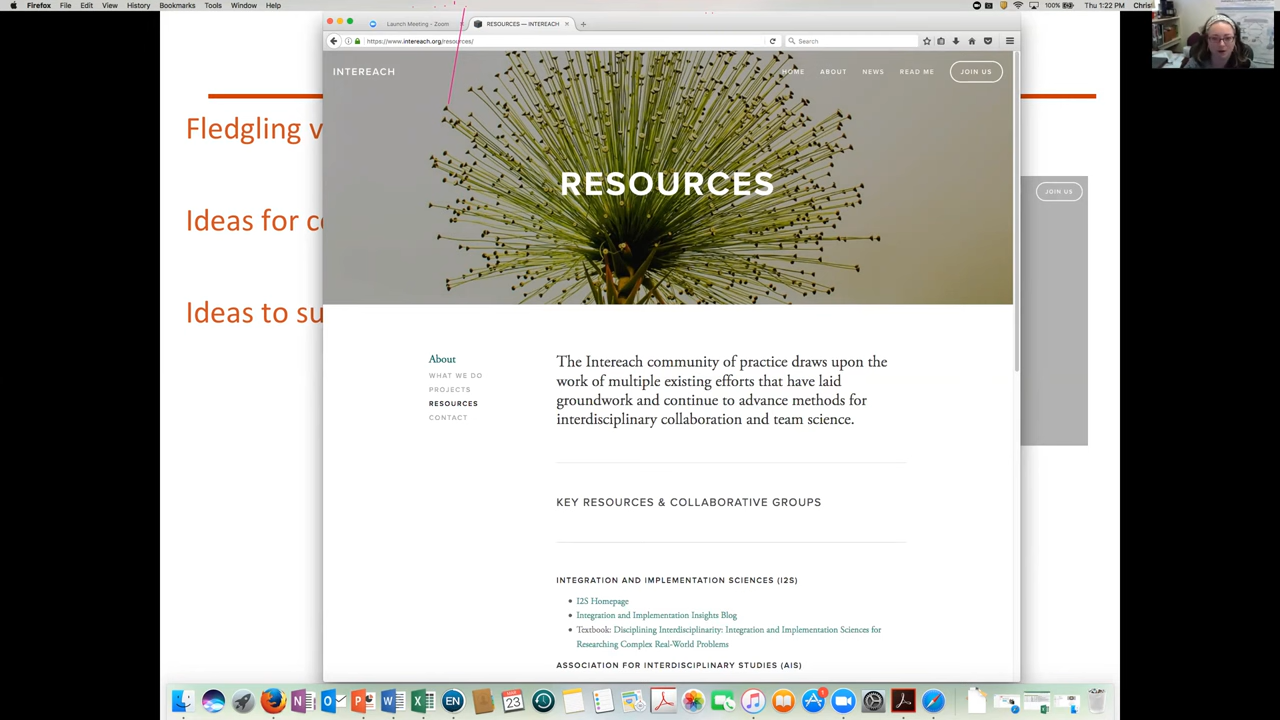 Firefox File Edit View History Bookmarks Tools Window Help
100% Thu 1:22 PM Christi
Launch Meeting - Zoom
RESOURCES — INTEREACH
https://www.intereach.org/resources/
Search
INTEREACH
HOME ABOUT NEWS READ ME JOIN US
RESOURCES
Fledgling v
Ideas for c
Ideas to su
JOIN US
About
WHAT WE DO
PROJECTS
RESOURCES
CONTACT
The Intereach community of practice draws upon the
work of multiple existing efforts that have laid
groundwork and continue to advance methods for
interdisciplinary collaboration and team science.
KEY RESOURCES & COLLABORATIVE GROUPS
INTEGRATION AND IMPLEMENTATION SCIENCES (I2S)
• I2S Homepage
• Integration and Implementation Insights Blog
• Textbook: Disciplining Interdisciplinarity: Integration and Implementation Sciences for
Researching Complex Real-World Problems
ASSOCIATION FOR INTERDISCIPLINARY STUDIES (AIS)
EN
23